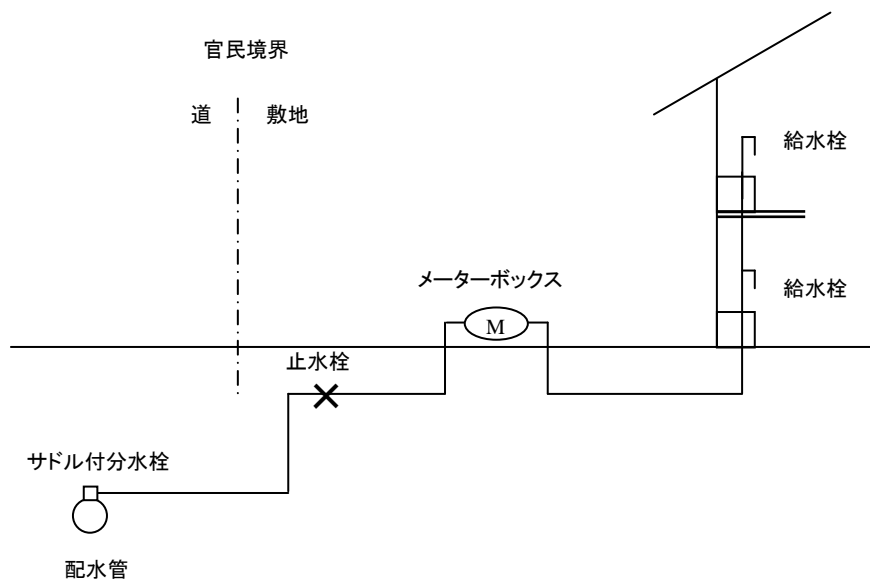 官民境界
道 敷地
給水栓
メーターボックス
給水栓
M
止水栓
サドル付分水栓
配水管